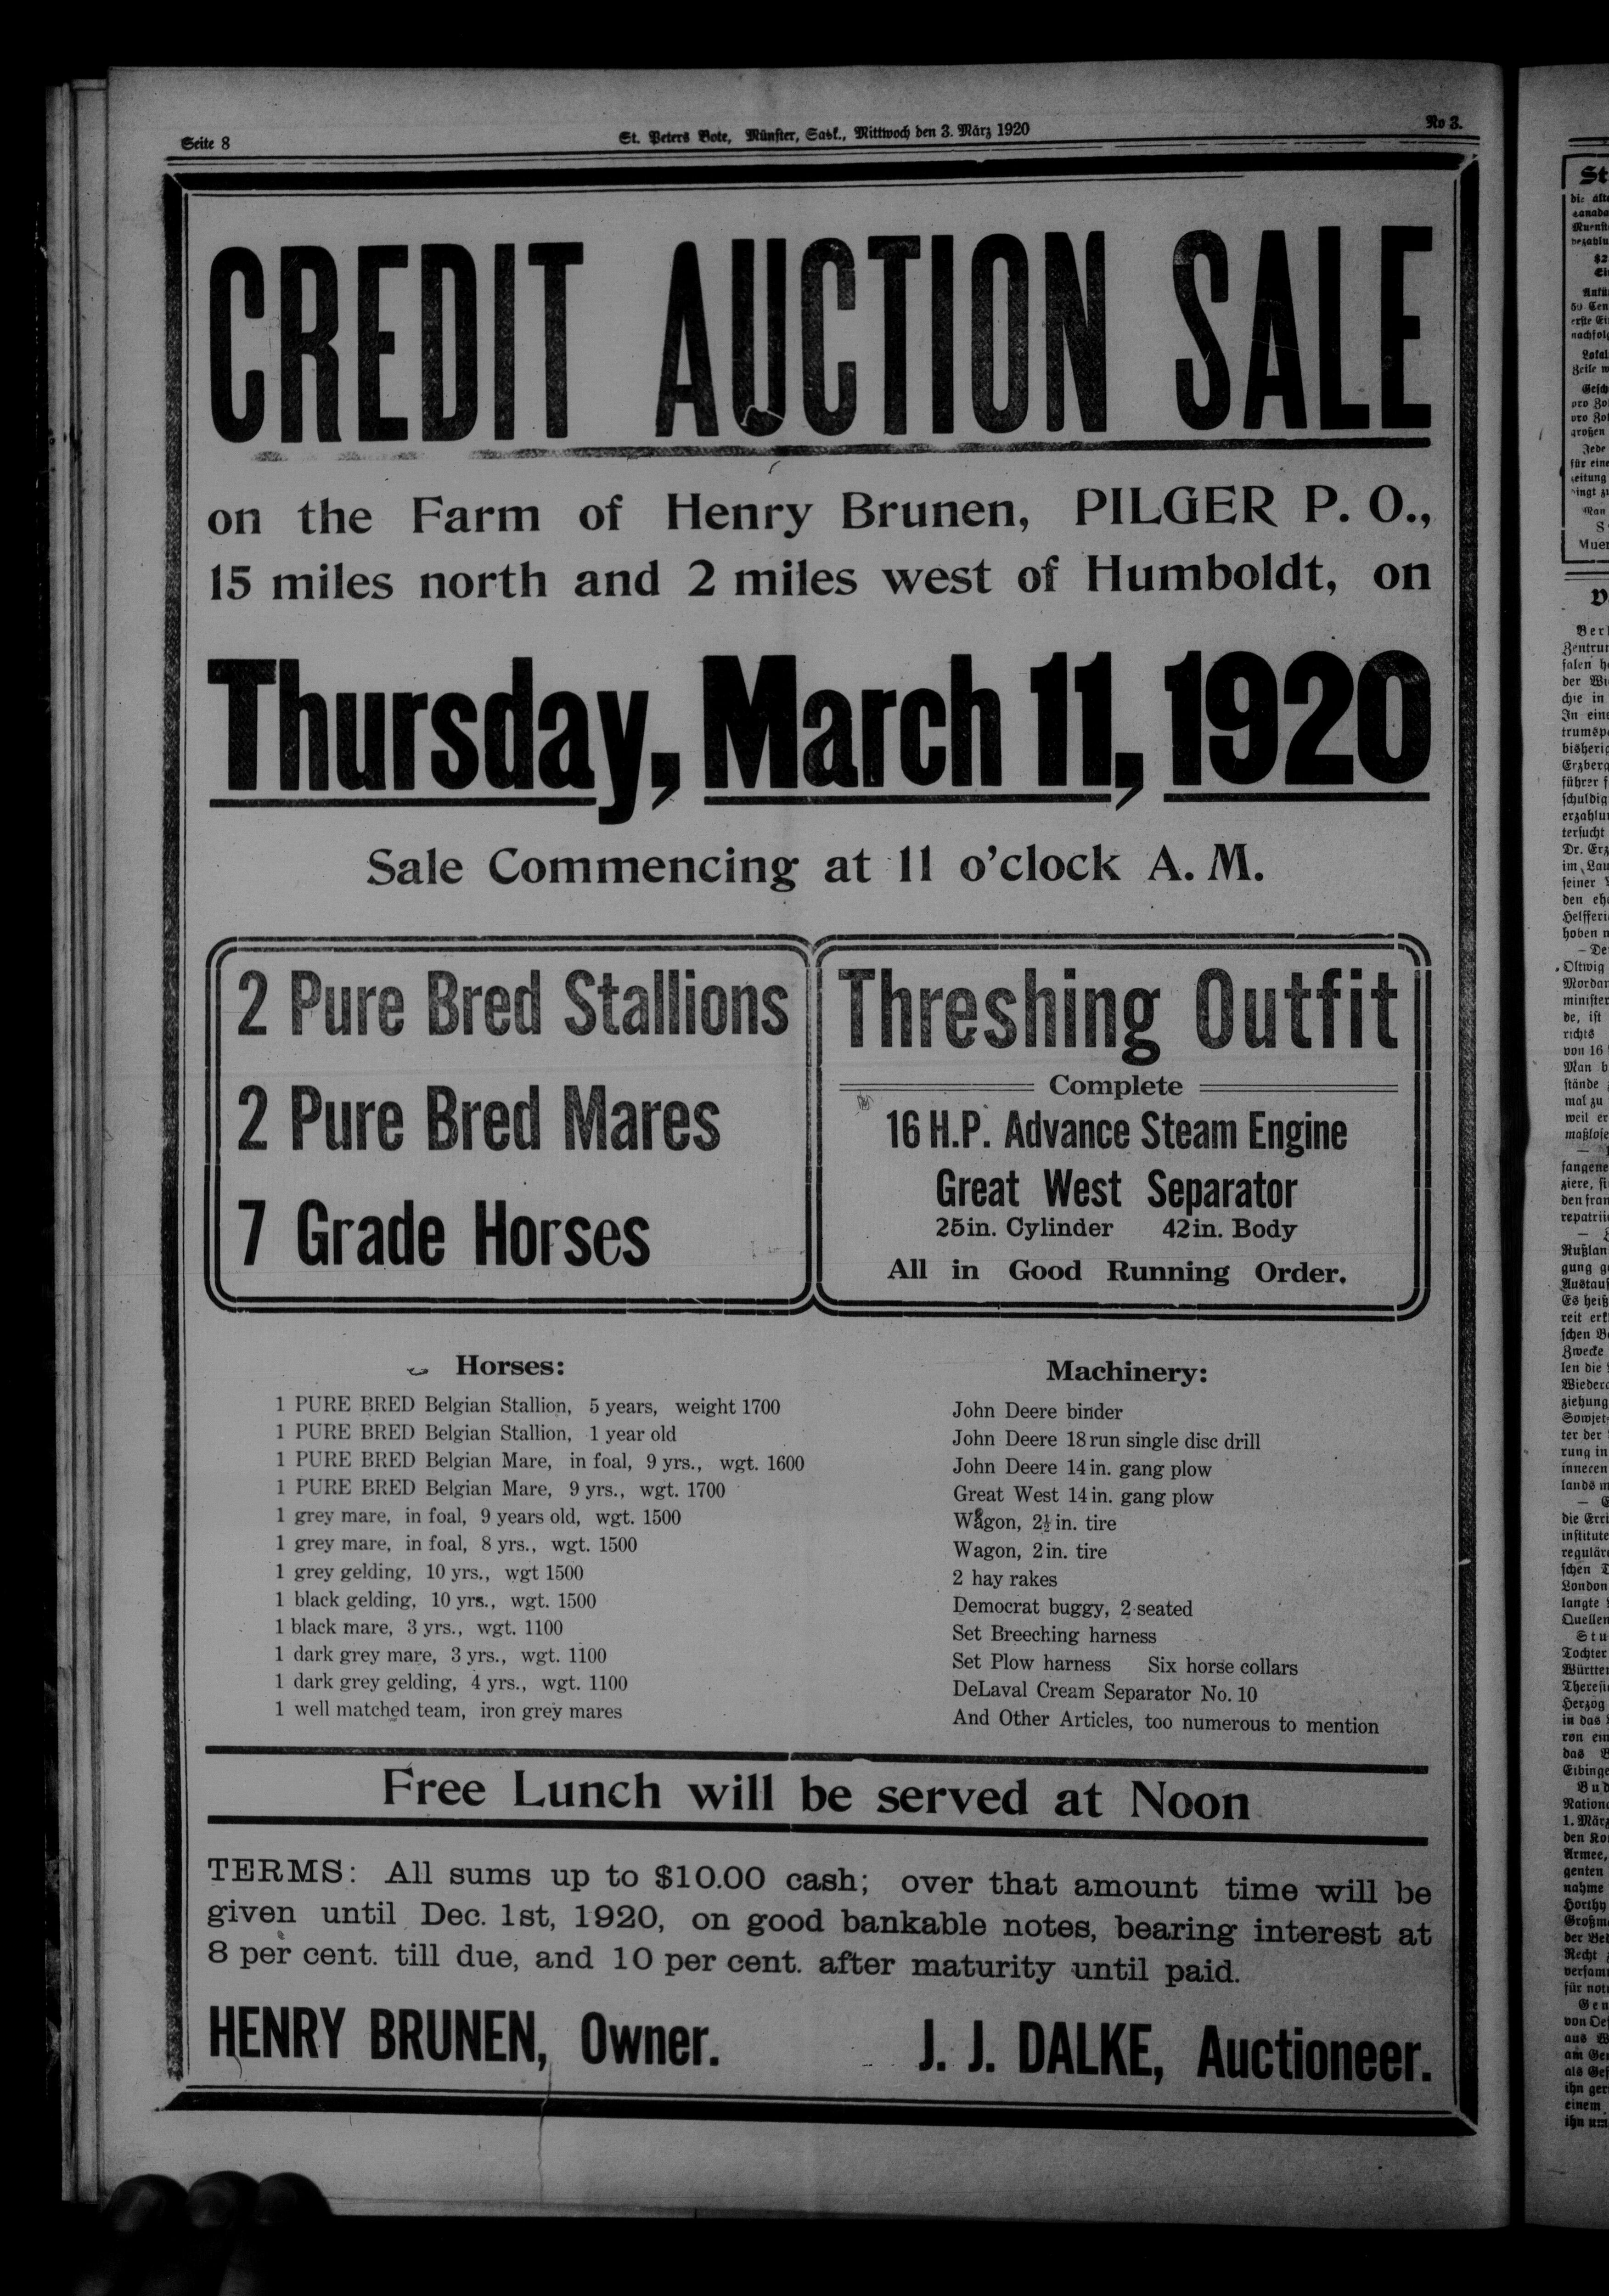 Seite 8
St. Peters Bote, Münster, Sask., Mittwoch den 3. März 1920
No 3.
CREDIT AUCTION SALE
on the Farm of Henry Brunen, PILGER P. O.,
15 miles north and 2 miles west of Humboldt, on
Thursday, March 11, 1920
Sale Commencing at 11 o'clock A. M.
2 Pure Bred Stallions
2 Pure Bred Mares
7 Grade Horses
Threshing Outfit
Complete
16 H.P. Advance Steam Engine
Great West Separator
25in. Cylinder 42in. Body
All in Good Running Order.
Horses:
1 PURE BRED Belgian Stallion, 5 years, weight 1700
1 PURE BRED Belgian Stallion, 1 year old
1 PURE BRED Belgian Mare, in foal, 9 yrs., wgt. 1600
1 PURE BRED Belgian Mare, 9 yrs., wgt. 1700
1 grey mare, in foal, 9 years old, wgt. 1500
1 grey mare, in foal, 8 yrs., wgt. 1500
1 grey gelding, 10 yrs., wgt 1500
1 black gelding, 10 yrs., wgt. 1500
1 black mare, 3 yrs., wgt. 1100
1 dark grey mare, 3 yrs., wgt. 1100
1 dark grey gelding, 4 yrs., wgt. 1100
1 well matched team, iron grey mares
Machinery:
John Deere binder
John Deere 18 run single disc drill
John Deere 14 in. gang plow
Great West 14 in. gang plow
Wagon, 2½ in. tire
Wagon, 2 in. tire
2 hay rakes
Democrat buggy, 2 seated
Set Breeching harness
Set Plow harness Six horse collars
DeLaval Cream Separator No. 10
And Other Articles, too numerous to mention
Free Lunch will be served at Noon
TERMS: All sums up to $10.00 cash; over that amount time will be
given until Dec. 1st, 1920, on good bankable notes, bearing interest at
8 per cent. till due, and 10 per cent. after maturity until paid.
HENRY BRUNEN, Owner.
J. J. DALKE, Auctioneer.